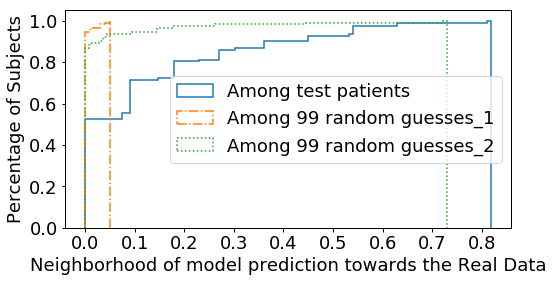 1.0
0.8
0.6
0.4
0.2
0.0
Percentage of Subjects
Among test patients
Among 99 random guesses_1
Among 99 random guesses_2
0.0 0.1 0.2 0.3 0.4 0.5 0.6 0.7 0.8
Neighborhood of model prediction towards the Real Data